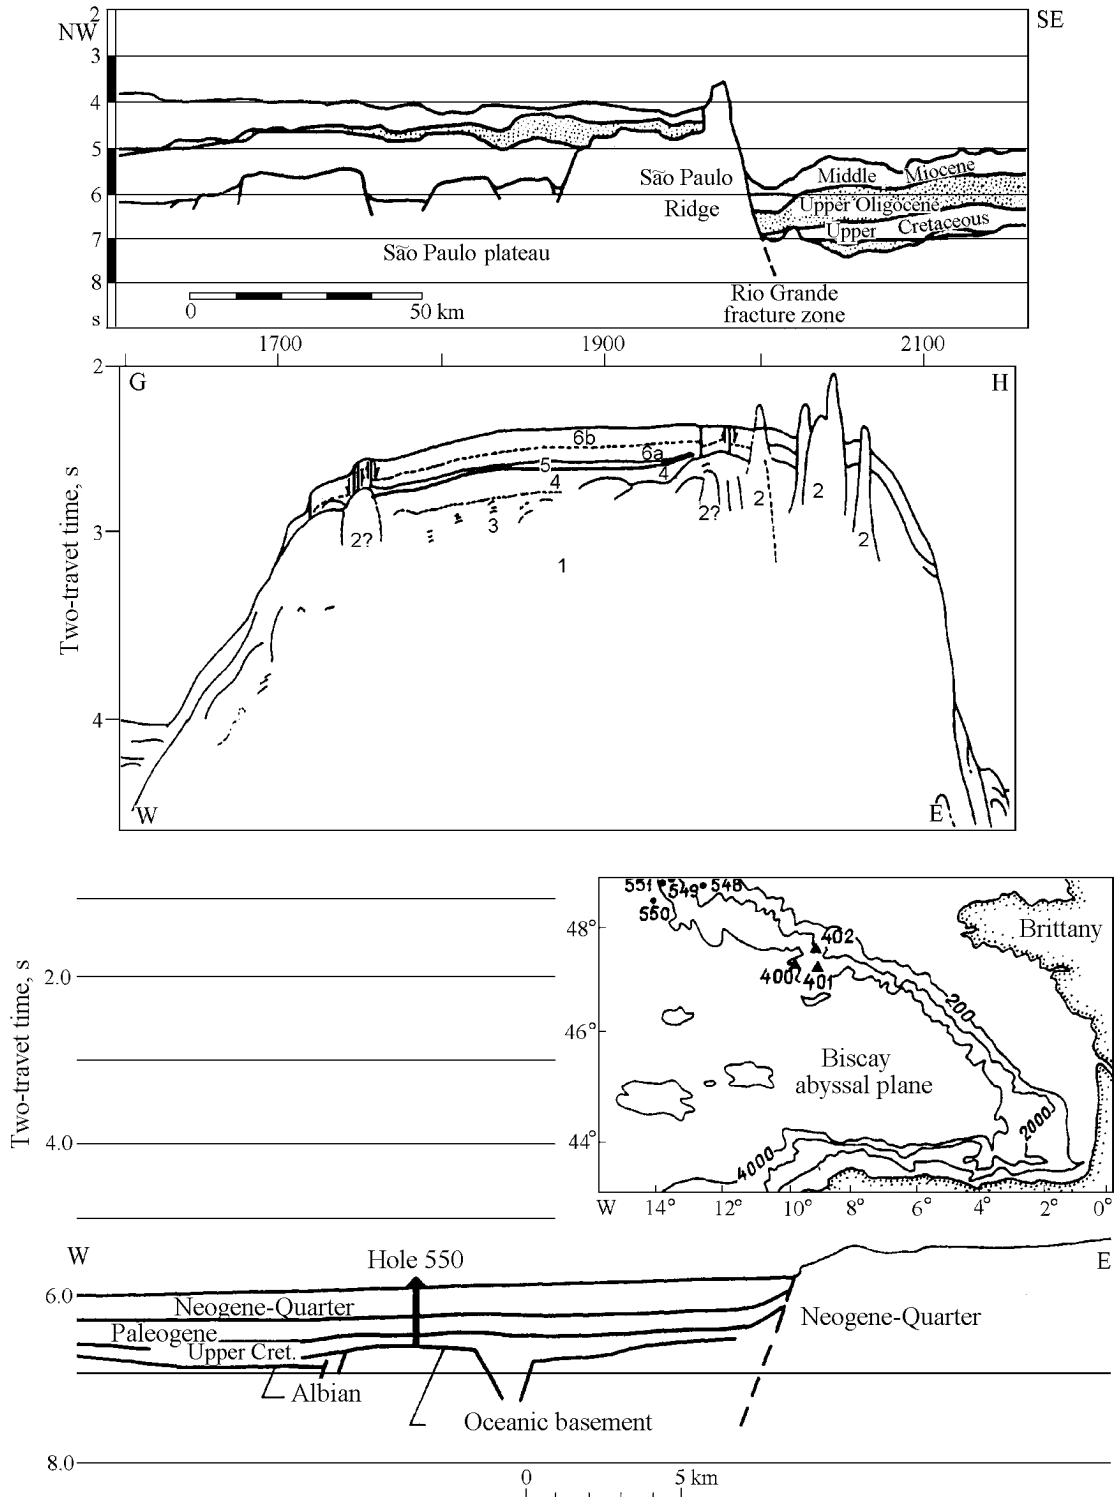 2
NW
SE
3
4
5
6
7
8
s
São Paulo
Ridge
Middle Miocene
Upper Oligocene
Upper Cretaceous
São Paulo plateau
0 50 km
Rio Grande
fracture zone
1700 1900 2100
2
G H
6b
6a
5
4 4
2 2
2? 2
2? 3
1
3
4
Two-travet time, s
W E
551 549 548
550
48°
Brittany
402
400 401
200
46°
Biscay
abyssal plane
2000
44°
4000
W 14° 12° 10° 8° 6° 4° 2° 0°
2.0
4.0
Two-travet time, s
W
E
Hole 550
6.0
Neogene-Quarter
Neogene-Quarter
Paleogene
Upper Cret.
Albian
Oceanic basement
8.0
0 5 km